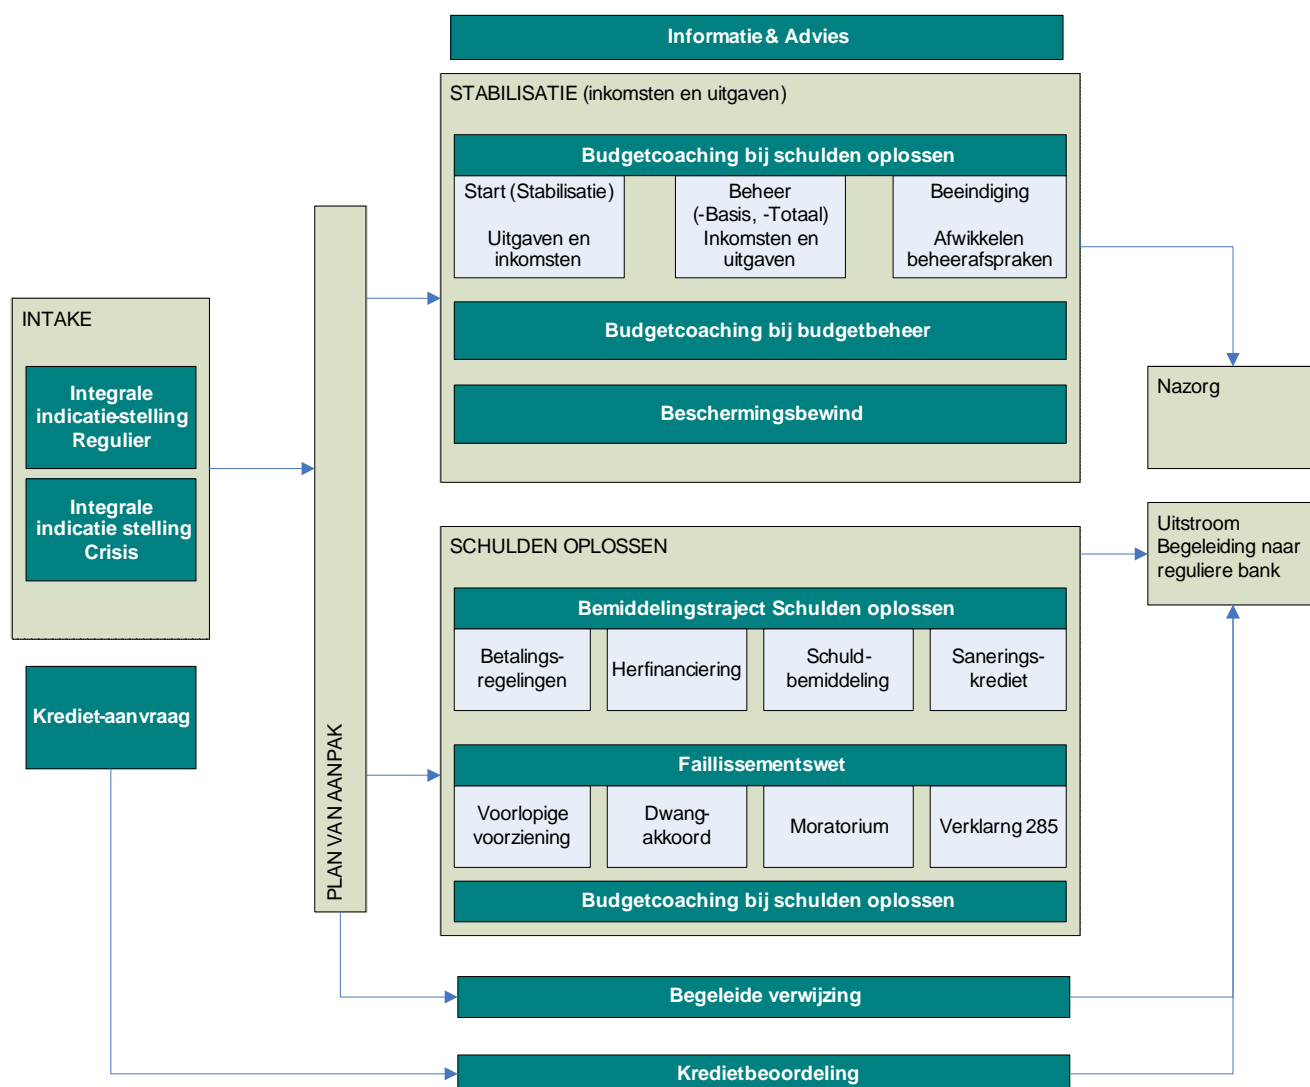 Informatie & Advies
STABILISATIE (inkomsten en uitgaven)
Budgetcoaching bij schulden oplossen
Start (Stabilisatie)
Uitgaven en
inkomsten
Beheer
(-Basis, -Totaal)
Inkomsten en
uitgaven
Beeindiging
Afwikkelen
beheerafspraken
Budgetcoaching bij budgetbeheer
Beschermingsbewind
INTAKE
Integrale
indicatie-stelling
Regulier
Integrale
indicatie stelling
Crisis
Krediet-aanvraag
PLAN VAN AANPAK
SCHULDEN OPLOSSEN
Bemiddelingstraject Schulden oplossen
Betalings-
regelingen
Herfinanciering
Schuld-
bemiddeling
Sanerings-
krediet
Faillissementswet
Voorlopige
voorziening
Dwang-
akkoord
Moratorium
Verklarng 285
Budgetcoaching bij schulden oplossen
Begeleide verwijzing
Kredietbeoordeling
Nazorg
Uitstroom
Begeleiding naar
reguliere bank